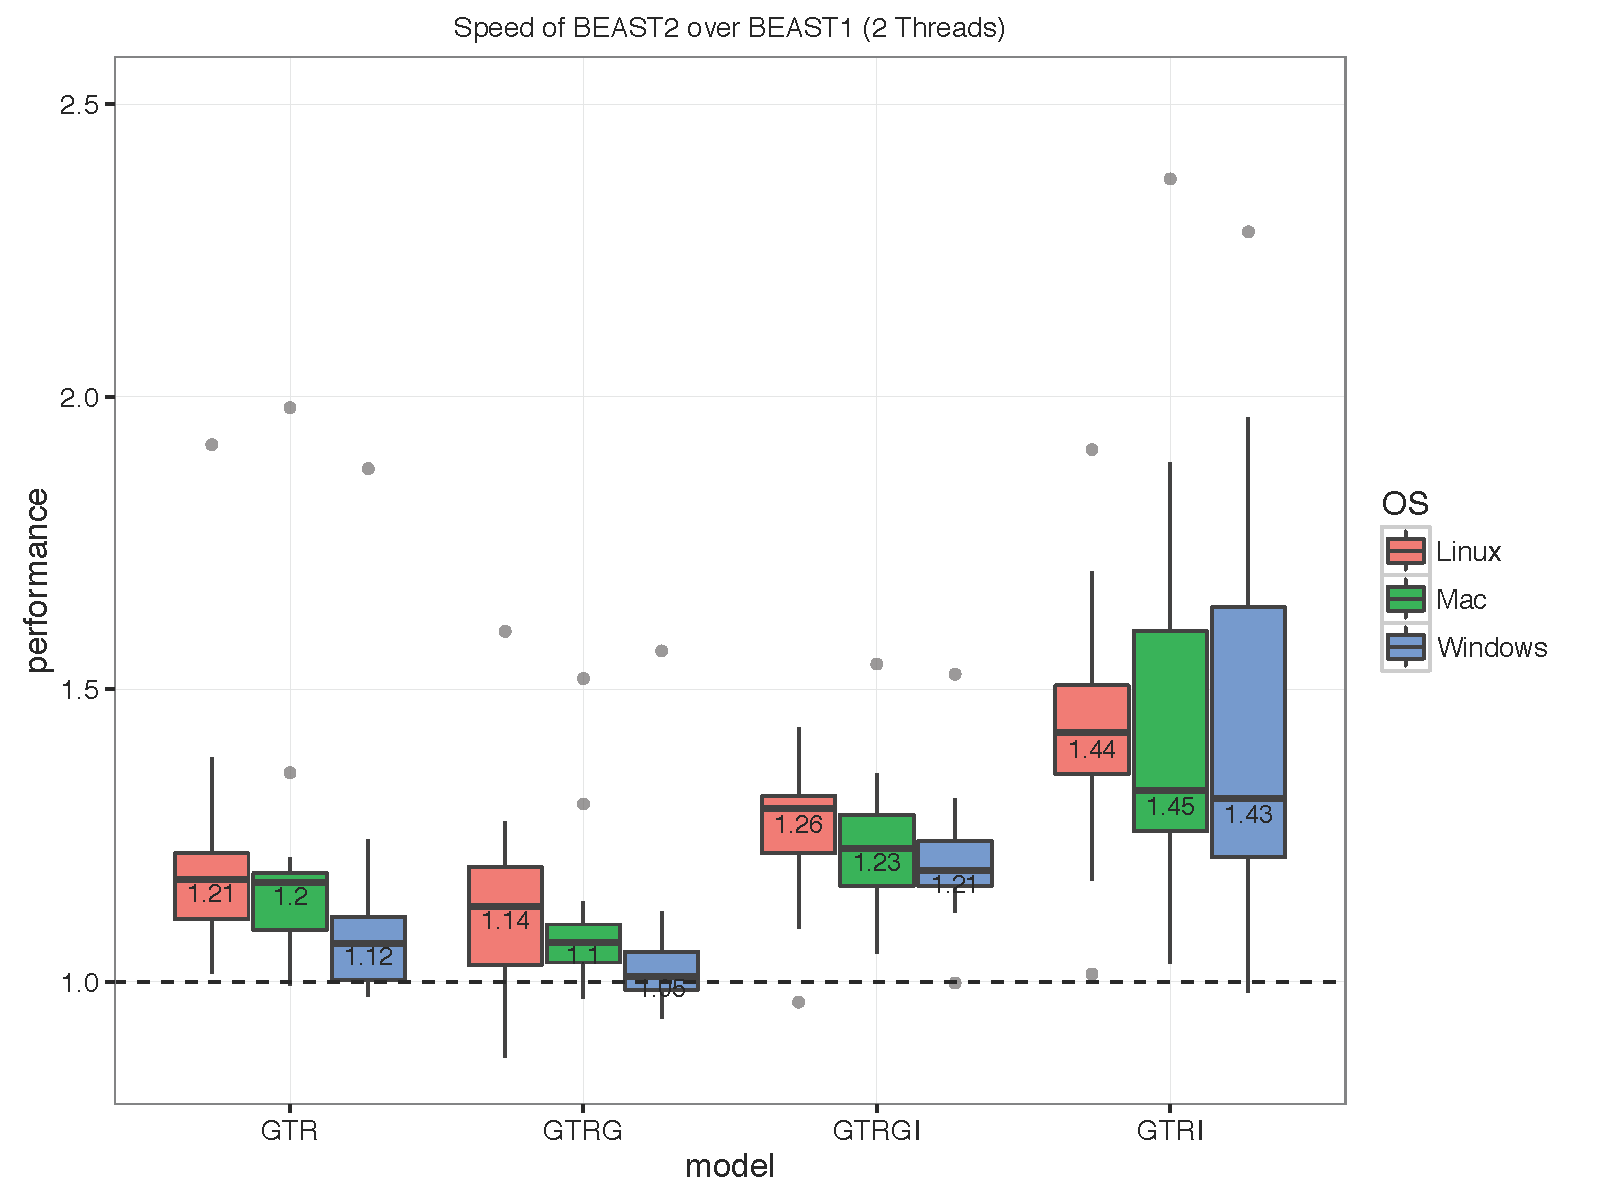 Speed of BEAST2 over BEAST1 (2 Threads)
2.5
2.0
1.5
1.0
performance
1.21
1.2
1.12
1.14
1.1
1.05
1.26
1.23
1.21
1.44
1.45
1.43
GTR
GTRG
GTRGI
GTRI
model
OS
Linux
Mac
Windows